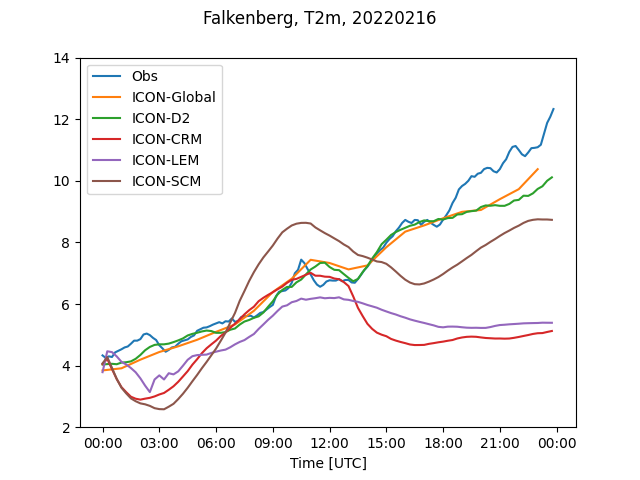 Falkenberg, T2m, 20220216
14
12
10
8
6
4
2
Obs
ICON-Global
ICON-D2
ICON-CRM
ICON-LEM
ICON-SCM
00:00 03:00 06:00 09:00 12:00 15:00 18:00 21:00 00:00
Time [UTC]